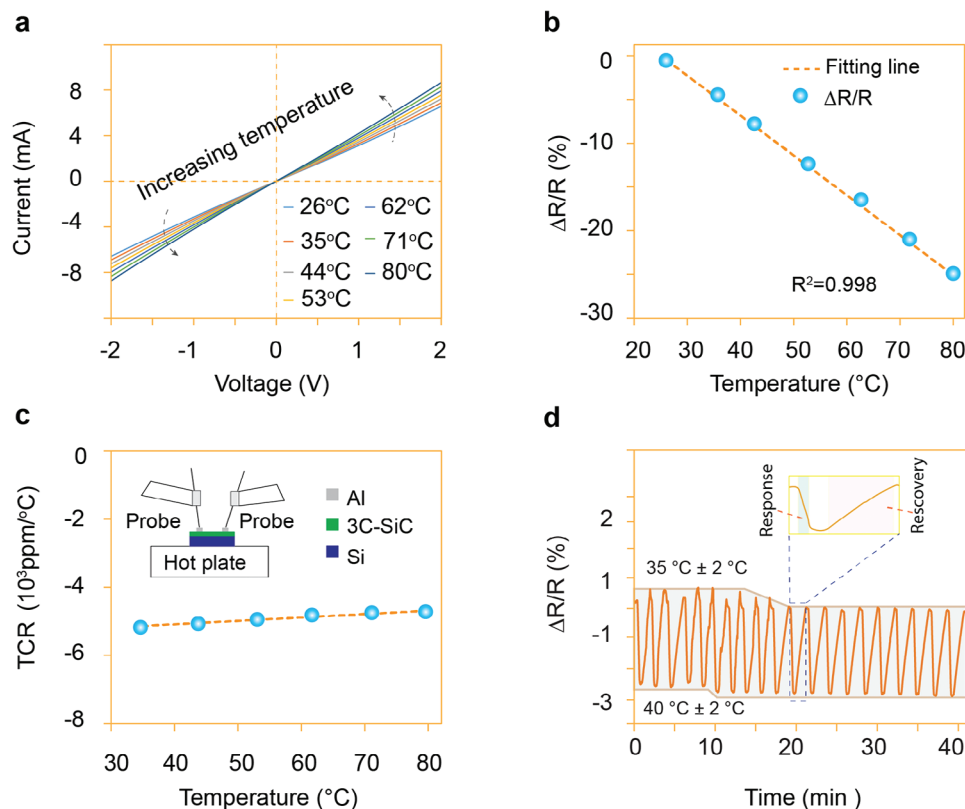 a
Current (mA)
8
4
0
-4
-8
Increasing temperature
26°C
35°C
44°C
53°C
62°C
71°C
80°C
-2
-1
0
1
2
Voltage (V)
b
ΔR/R (%)
0
-10
-20
-30
Fitting line
ΔR/R
R²=0.998
20
30
40
50
60
70
80
Temperature (°C)
c
TCR (10³ppm/°C)
0
-2
-4
-6
-8
Probe
Probe
Hot plate
Al
3C-SiC
Si
30
40
50
60
70
80
Temperature (°C)
d
ΔR/R (%)
2
1
-1
-3
Response
Rescovery
35 °C ± 2 °C
40 °C ± 2 °C
0
10
20
30
40
Time (min )